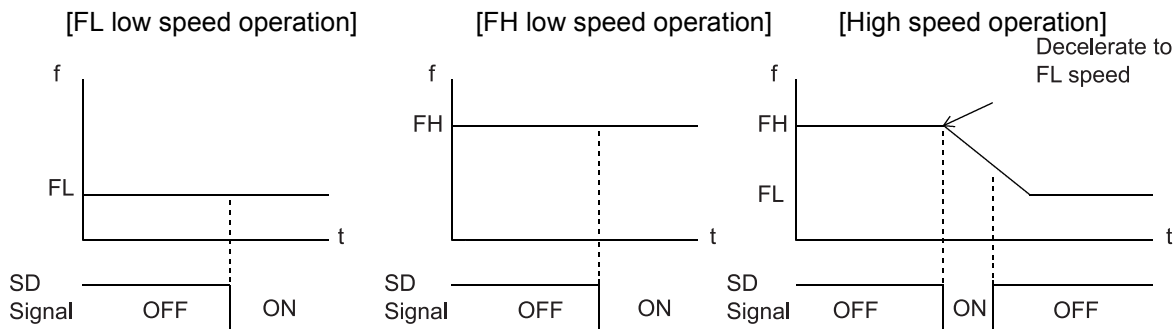 [FL low speed operation]
f
FL
t
SD
Signal
OFF
ON
[FH low speed operation]
f
FH
t
SD
Signal
OFF
ON
[High speed operation]
Decelerate to
FL speed
f
FH
FL
t
SD
Signal
OFF
ON
OFF